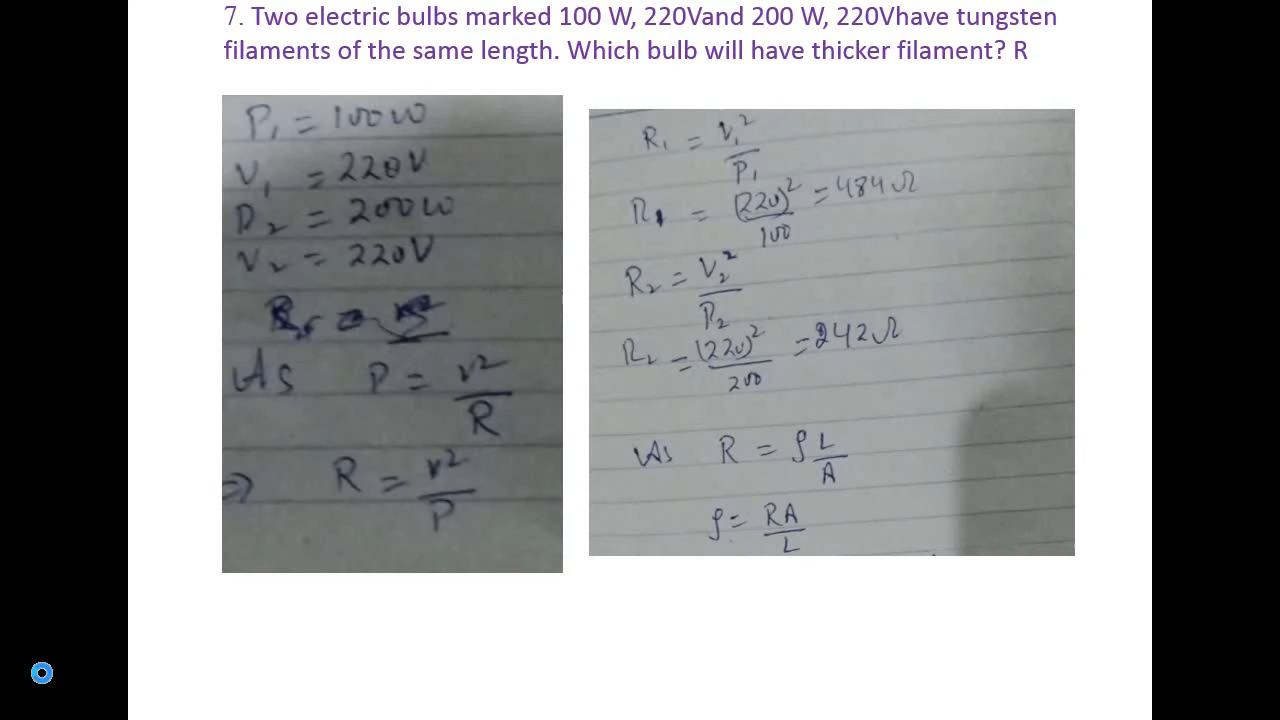 7. Two electric bulbs marked 100 W, 220Vand 200 W, 220Vhave tungsten
filaments of the same length. Which bulb will have thicker filament? R
P₁ = 100W
V₁ = 220V
P₂ = 200W
V₂ = 220V
As P = V²/R
⇒ R = V²/P
R₁ = V₁²/P₁
R₁ = (220)²/100 = 484Ω
R₂ = V₂²/P₂
R₂ = (220)²/200 = 242Ω
As R = ρ L/A
ρ = RA/L